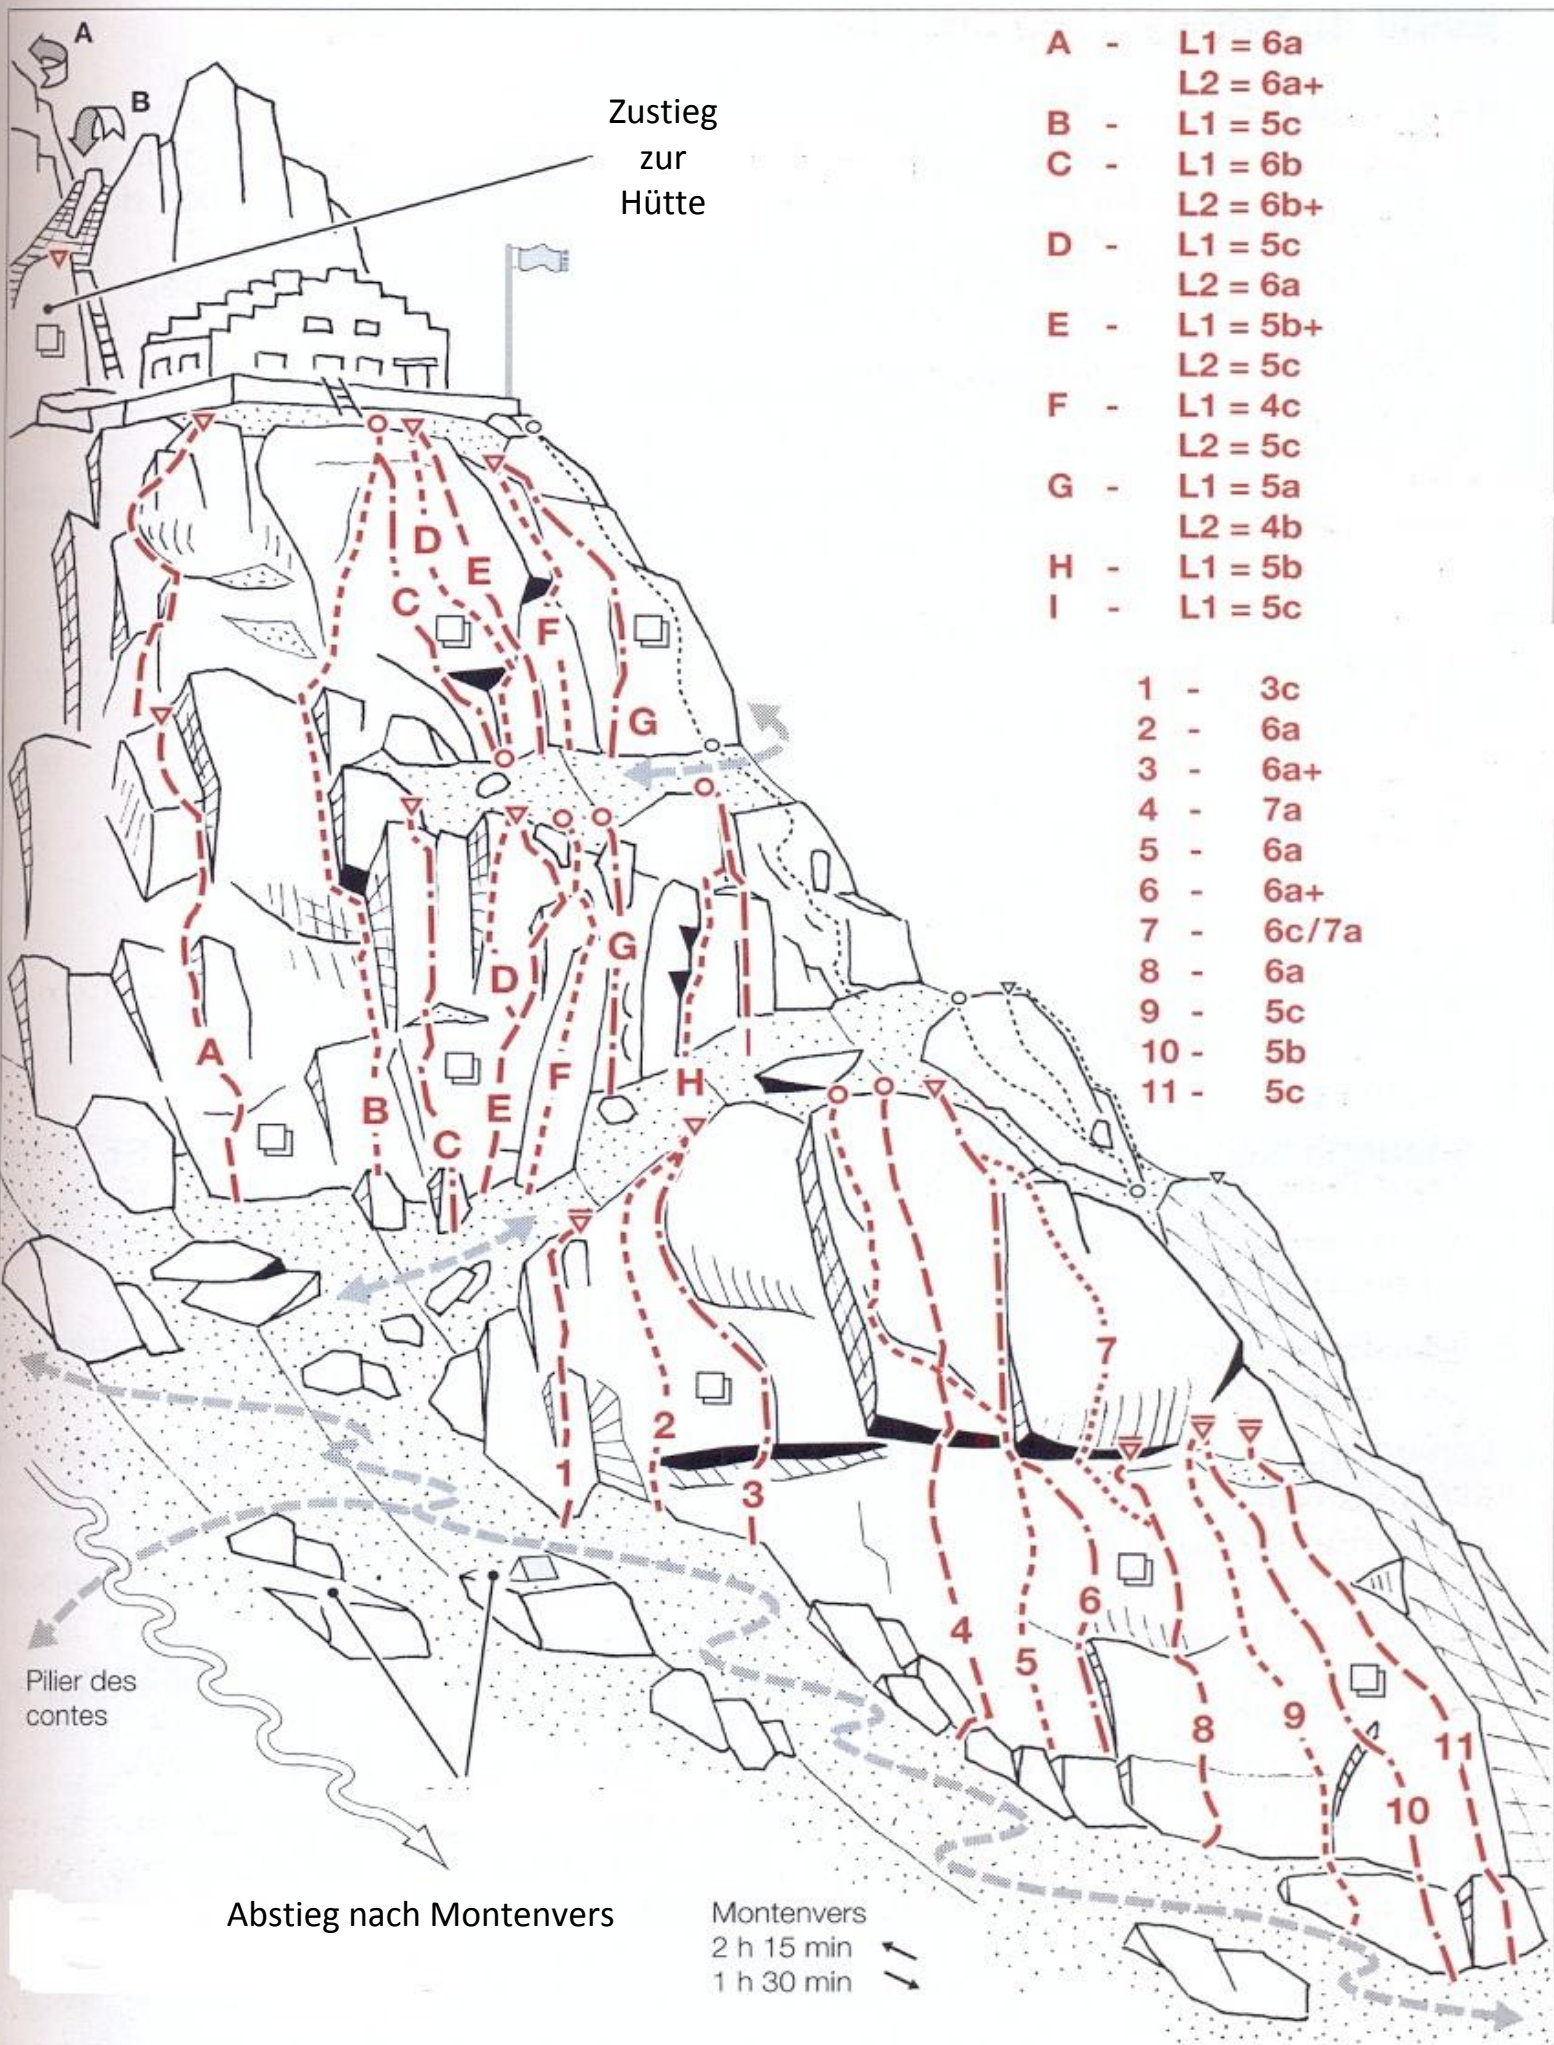 A
B
Zustieg
zur
Hütte
A - L1 = 6a
L2 = 6a+
B - L1 = 5c
C - L1 = 6b
L2 = 6b+
D - L1 = 5c
L2 = 6a
E - L1 = 5b+
L2 = 5c
F - L1 = 4c
L2 = 5c
G - L1 = 5a
L2 = 4b
H - L1 = 5b
I - L1 = 5c
1 - 3c
2 - 6a
3 - 6a+
4 - 7a
5 - 6a
6 - 6a+
7 - 6c/7a
8 - 6a
9 - 5c
10 - 5b
11 - 5c
D
E
C
F
G
G
D
A
F
H
B
E
C
7
2
1
3
6
4
5
8
9
11
10
Pilier des
contes
Abstieg nach Montenvers
Montenvers
2 h 15 min
1 h 30 min